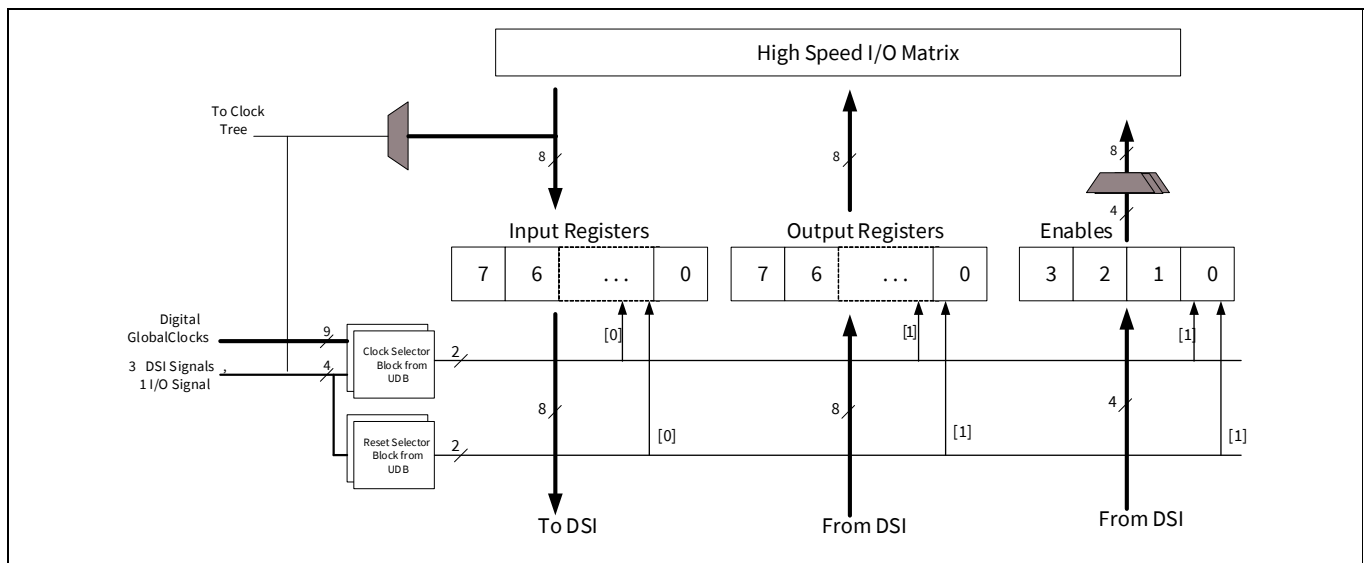 High Speed I/O Matrix
To Clock
Tree
8
8
8
4
Input Registers
Output Registers
Enables
7 6 ... 0
7 6 ... 0
3 2 1 0
Digital
GlobalClocks
9
[0]
[1]
[1]
Clock Selector
Block from
UDB
2
3 DSI Signals ,
1 I/O Signal
4
8
8
4
Reset Selector
Block from
UDB
2
[0]
[1]
[1]
To DSI
From DSI
From DSI